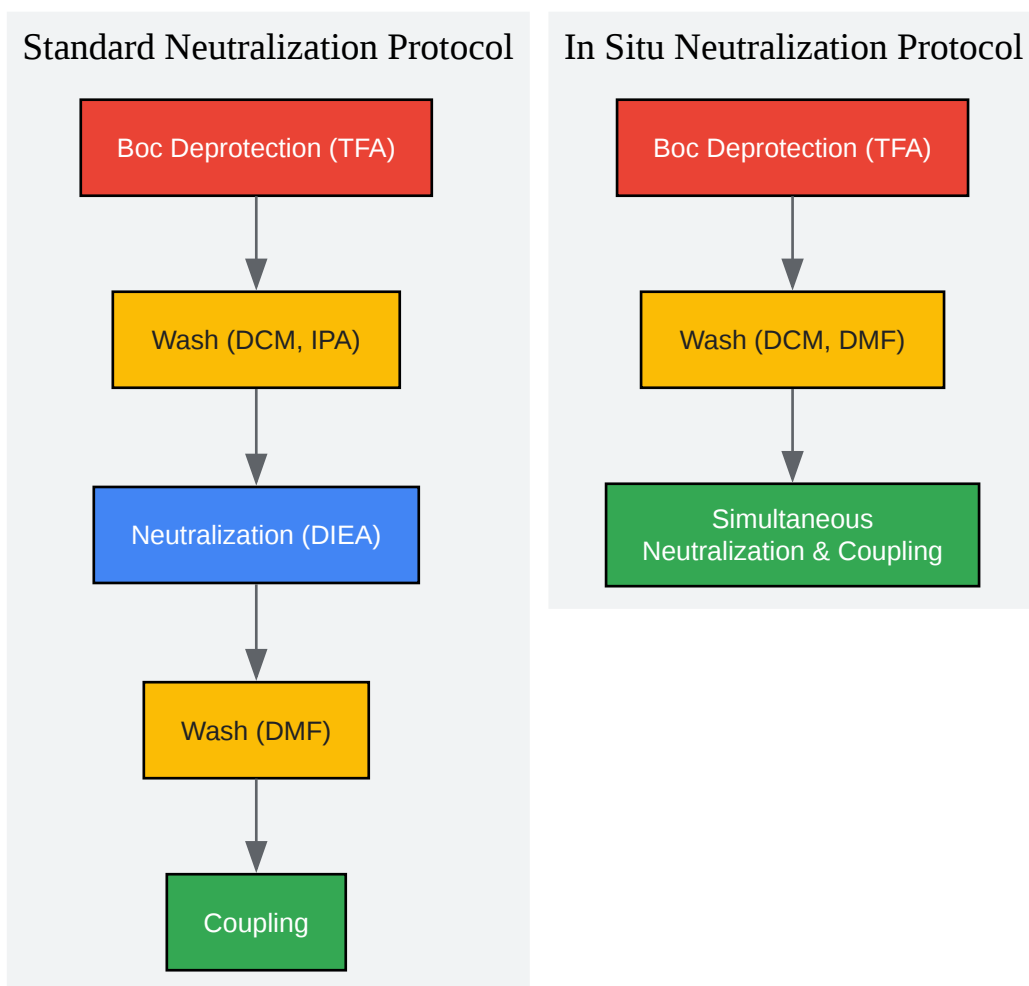 Standard Neutralization Protocol
Boc Deprotection (TFA)
Wash (DCM, IPA)
Neutralization (DIEA)
Wash (DMF)
Coupling
In Situ Neutralization Protocol
Boc Deprotection (TFA)
Wash (DCM, DMF)
Simultaneous
Neutralization & Coupling